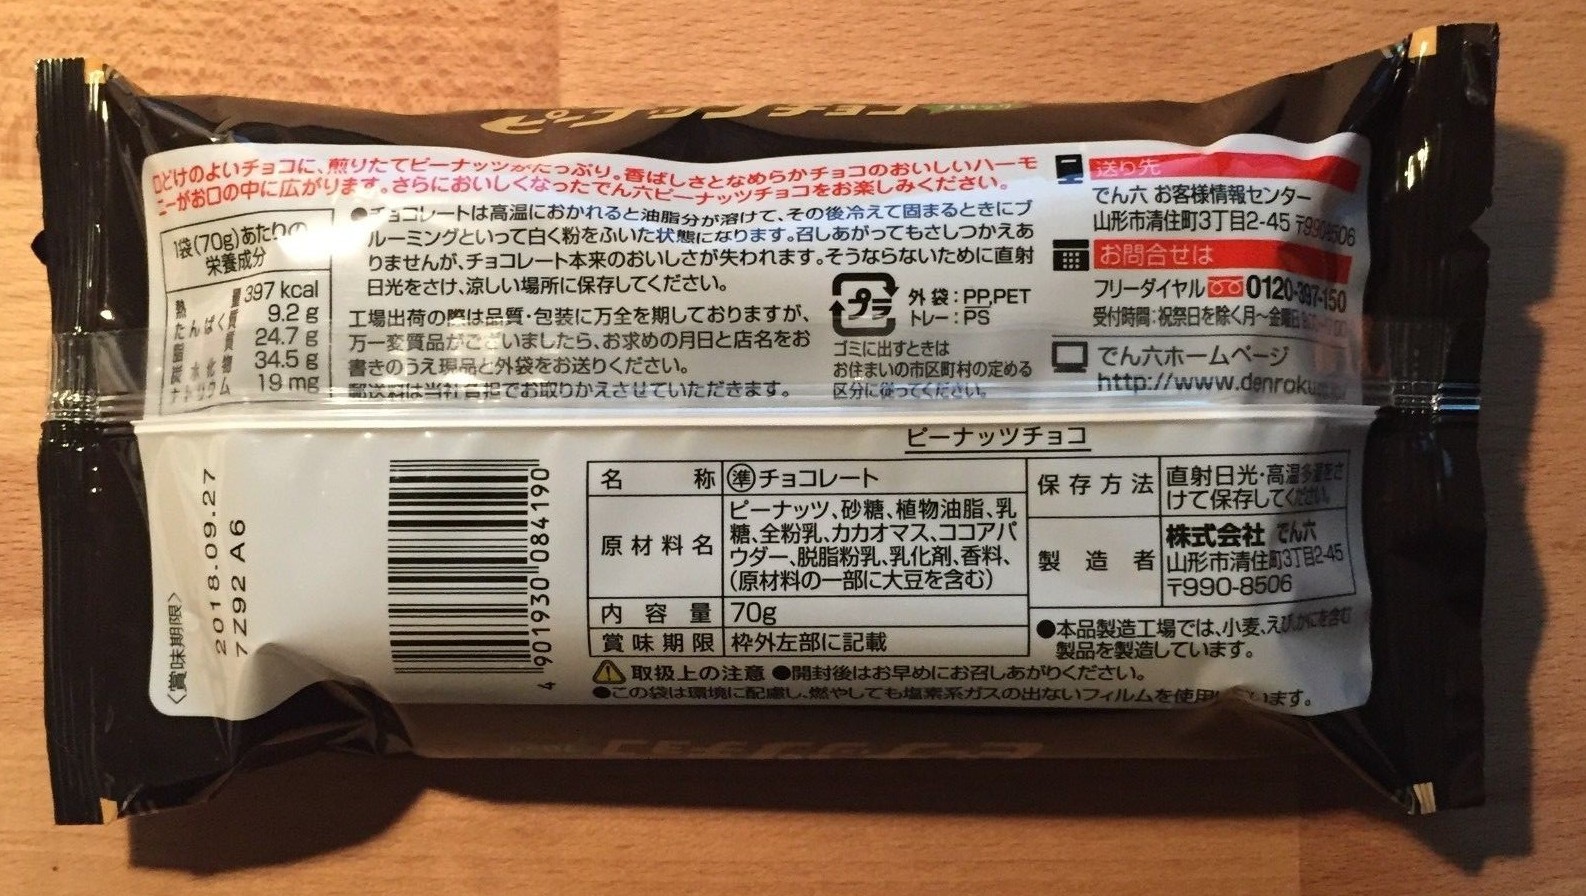 ピーナッツチョコ
口どけのよいチョコに、煎りたてピーナッツがたっぷり。香ばしさとなめらかチョコのおいしいハーモ
ニーがお口の中に広がります。さらにおいしくなったでん六ピーナッツチョコをお楽しみください。
1袋(70g)あたりの
栄養成分
熱量 397 kcal
たんぱく質 9.2 g
脂質 24.7 g
炭水化物 34.5 g
ナトリウム 19 mg
●チョコレートは高温におかれると油脂分が溶けて、その後冷えて固まるときにブ
ルーミングといって白く粉をふいた状態になります。召しあがってもさしつかえあ
りませんが、チョコレート本来のおいしさが失われます。そうならないために直射
日光をさけ、涼しい場所に保存してください。
工場出荷の際は品質・包装に万全を期しておりますが、
万一変質品がございましたら、お求めの月日と店名をお
書きのうえ現品と外袋をお送りください。
郵送料は当社負担でお取りかえさせていただきます。
プラ
外袋:PP,PET
トレー:PS
ゴミに出すときは
お住まいの市区町村の定める
区分に従ってください。
送り先
でん六 お客様情報センター
山形市清住町3丁目2-45 〒990-8506
お問合せは
フリーダイヤル 0120-397-150
受付時間:祝祭日を除く月〜金曜日
でん六ホームページ
http://www.denroku
ピーナッツチョコ
名称 準チョコレート
原材料名 ピーナッツ、砂糖、植物油脂、乳
糖、全粉乳、カカオマス、ココアパ
ウダー、脱脂粉乳、乳化剤、香料、
(原材料の一部に大豆を含む)
内容量 70g
賞味期限 枠外左部に記載
保存方法 直射日光・高温多湿をさ
けて保存してください。
製造者 株式会社 でん六
山形市清住町3丁目2-45
〒990-8506
●本品製造工場では、小麦、えび、かにを含む
製品を製造しています。
取扱上の注意 ●開封後はお早めにお召しあがりください。
●この袋は環境に配慮し、燃やしても塩素系ガスの出ないフィルムを使用しています。
<賞味期限>
2018.09.27
7Z92 A6
4 901930 084190
ピーナッツチョコ